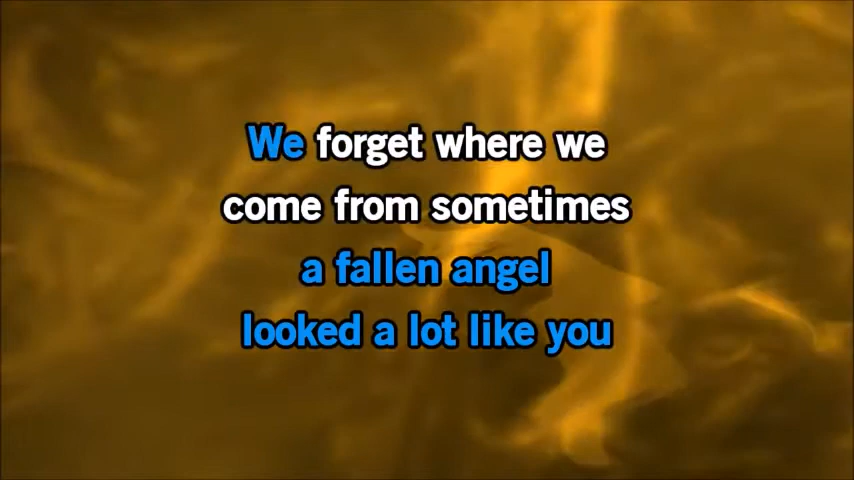 We forget where we
come from sometimes
a fallen angel
looked a lot like you